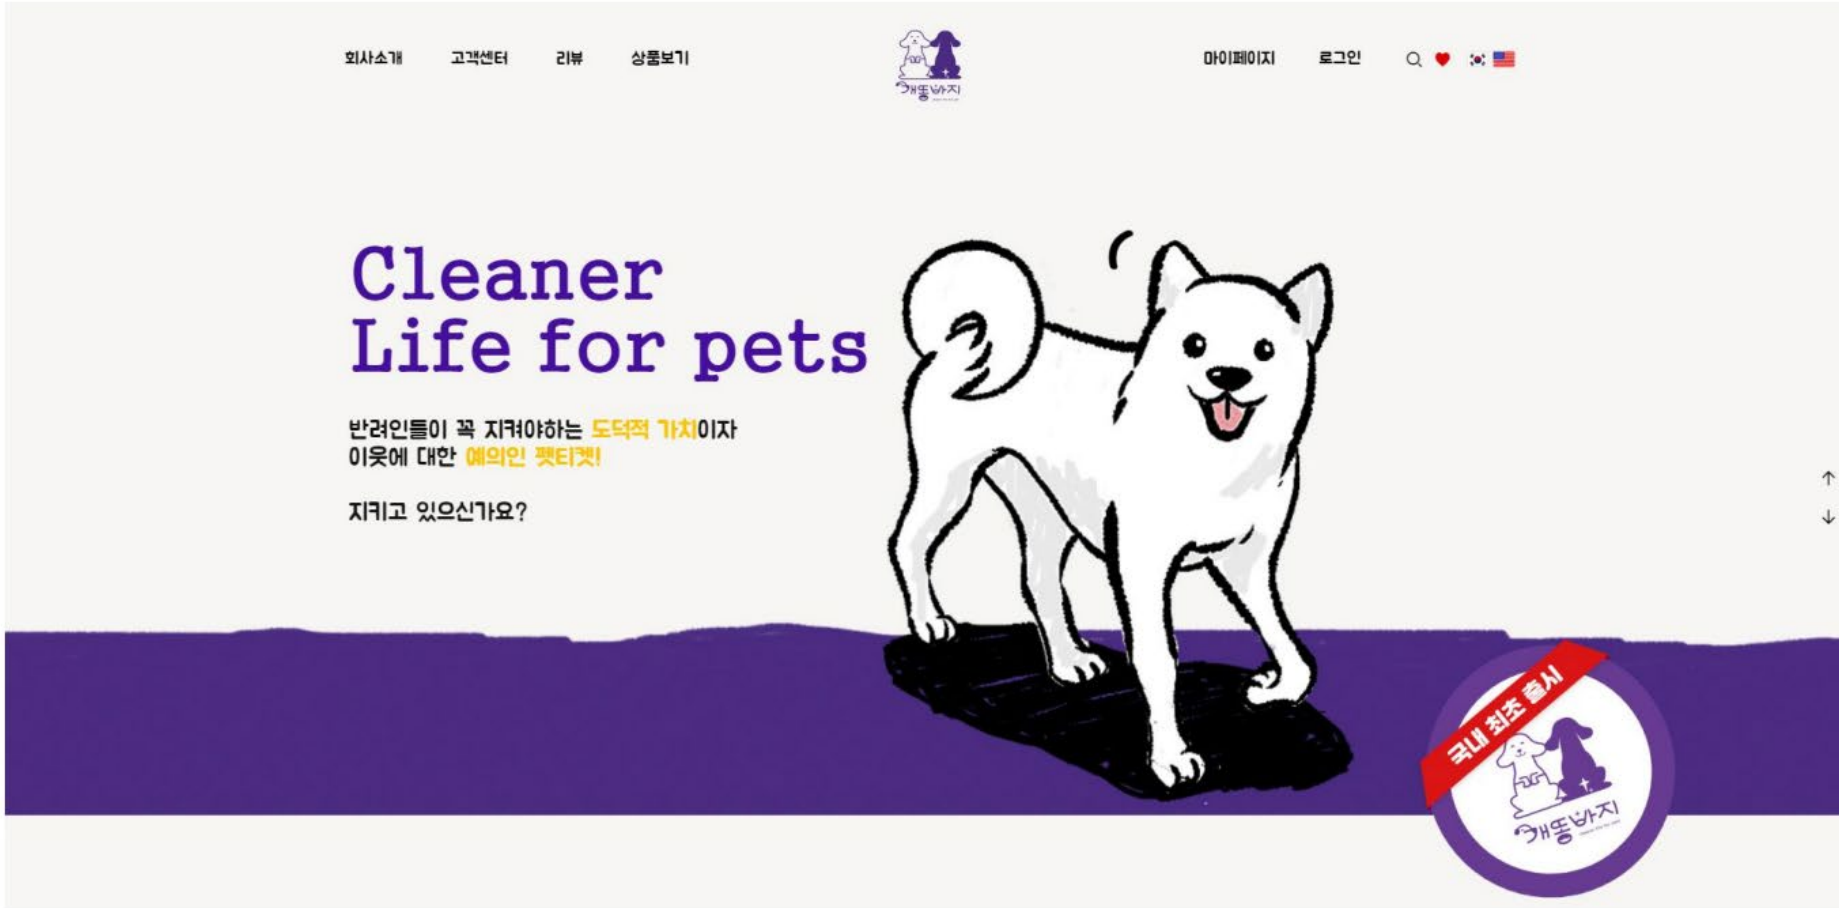 회사소개 고객센터 리뷰 상품보기
개똥바지
마이페이지 로그인
Cleaner
Life for pets
반려인들이 꼭 지켜야하는 도덕적 가치이자
이웃에 대한 예의인 펫티켓!
지키고 있으신가요?
국내 최초 출시
개똥바지